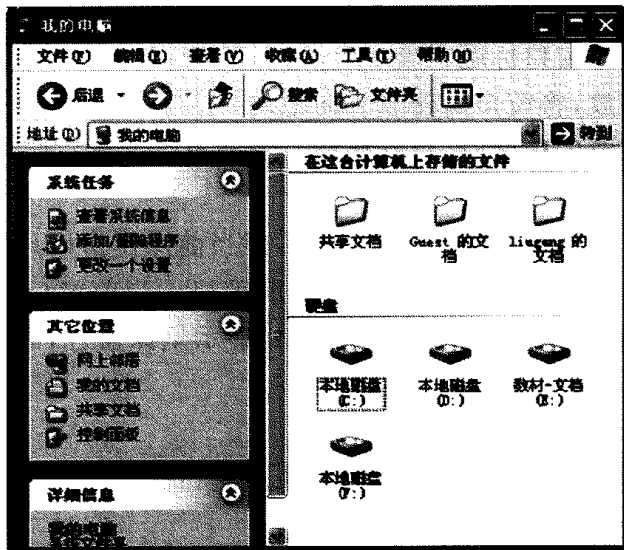 我的电脑
文件(F) 编辑(E) 查看(V) 收藏(A) 工具(T) 帮助(H)
后退 搜索 文件夹
地址(D) 我的电脑 转到
系统任务
查看系统信息
添加/删除程序
更改一个设置
其它位置
网上邻居
我的文档
共享文档
控制面板
详细信息
我的电脑
系统文件夹
在这台计算机上存储的文件
共享文档
Guest 的文
档
liugang 的
文档
硬盘
本地磁盘
(C:)
本地磁盘
(D:)
教材-文档
(E:)
本地磁盘
(F:)